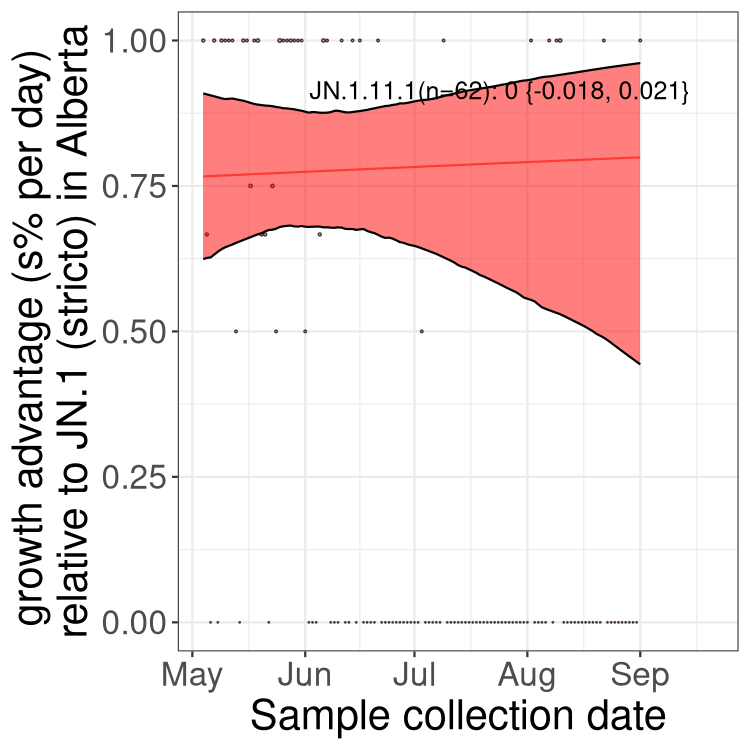 growth advantage (s% per day)
relative to JN.1 (stricto) in Alberta
1.00
0.75
0.50
0.25
0.00
JN.1.11.1(n=62): 0 {-0.018, 0.021}
May Jun Jul Aug Sep
Sample collection date